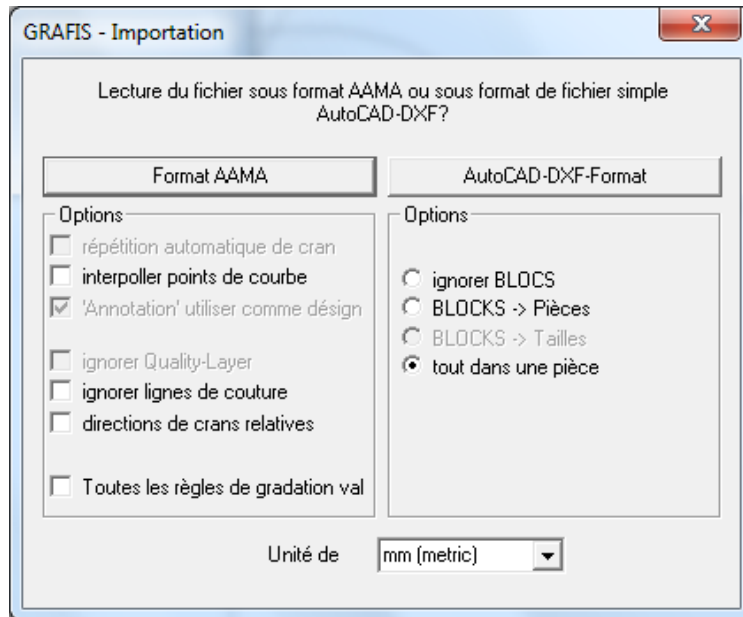 GRAFIS - Importation
Lecture du fichier sous format AAMA ou sous format de fichier simple
AutoCAD-DXF?
Format AAMA
AutoCAD-DXF-Format
Options
répétition automatique de cran
interpoller points de courbe
'Annotation' utiliser comme désign
ignorer Quality-Layer
ignorer lignes de couture
directions de crans relatives
Toutes les règles de gradation val
Options
ignorer BLOCS
BLOCKS -> Pièces
BLOCKS -> Tailles
tout dans une pièce
Unité de mm (metric)